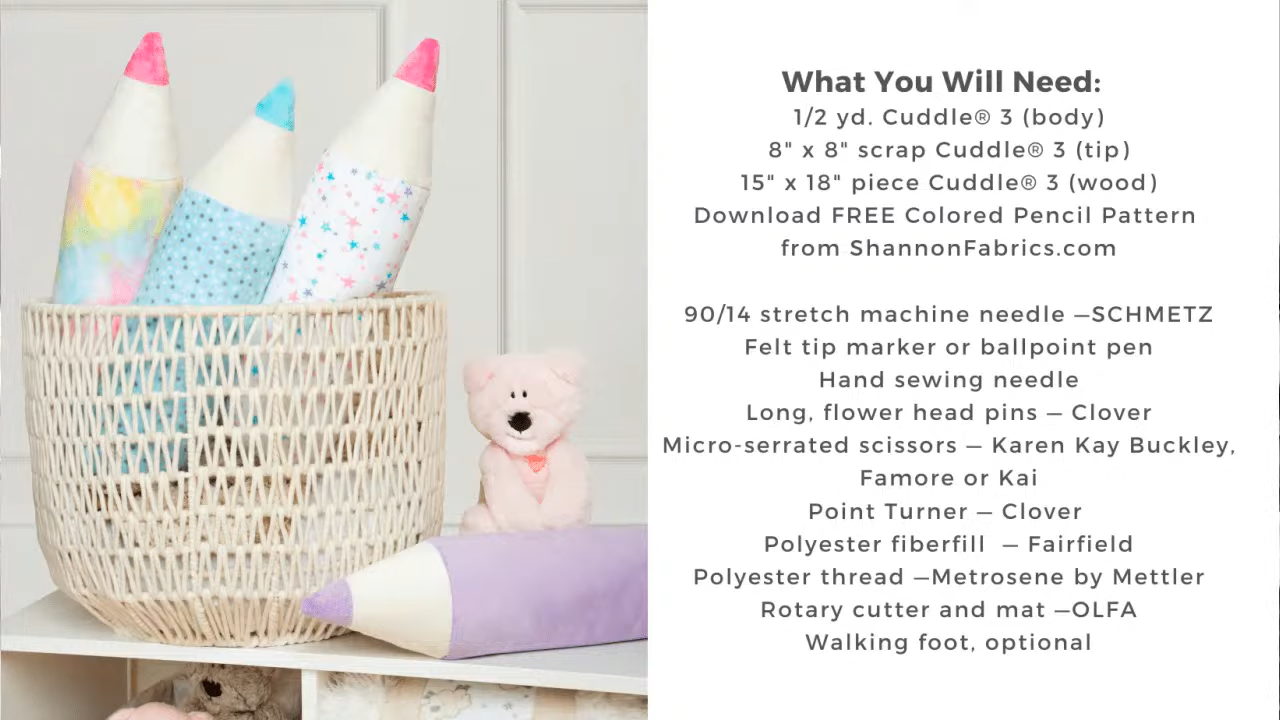 What You Will Need:
1/2 yd. Cuddle® 3 (body)
8" x 8" scrap Cuddle® 3 (tip)
15" x 18" piece Cuddle® 3 (wood)
Download FREE Colored Pencil Pattern
from ShannonFabrics.com
90/14 stretch machine needle —SCHMETZ
Felt tip marker or ballpoint pen
Hand sewing needle
Long, flower head pins — Clover
Micro-serrated scissors — Karen Kay Buckley,
Famore or Kai
Point Turner — Clover
Polyester fiberfill — Fairfield
Polyester thread —Metrosene by Mettler
Rotary cutter and mat —OLFA
Walking foot, optional